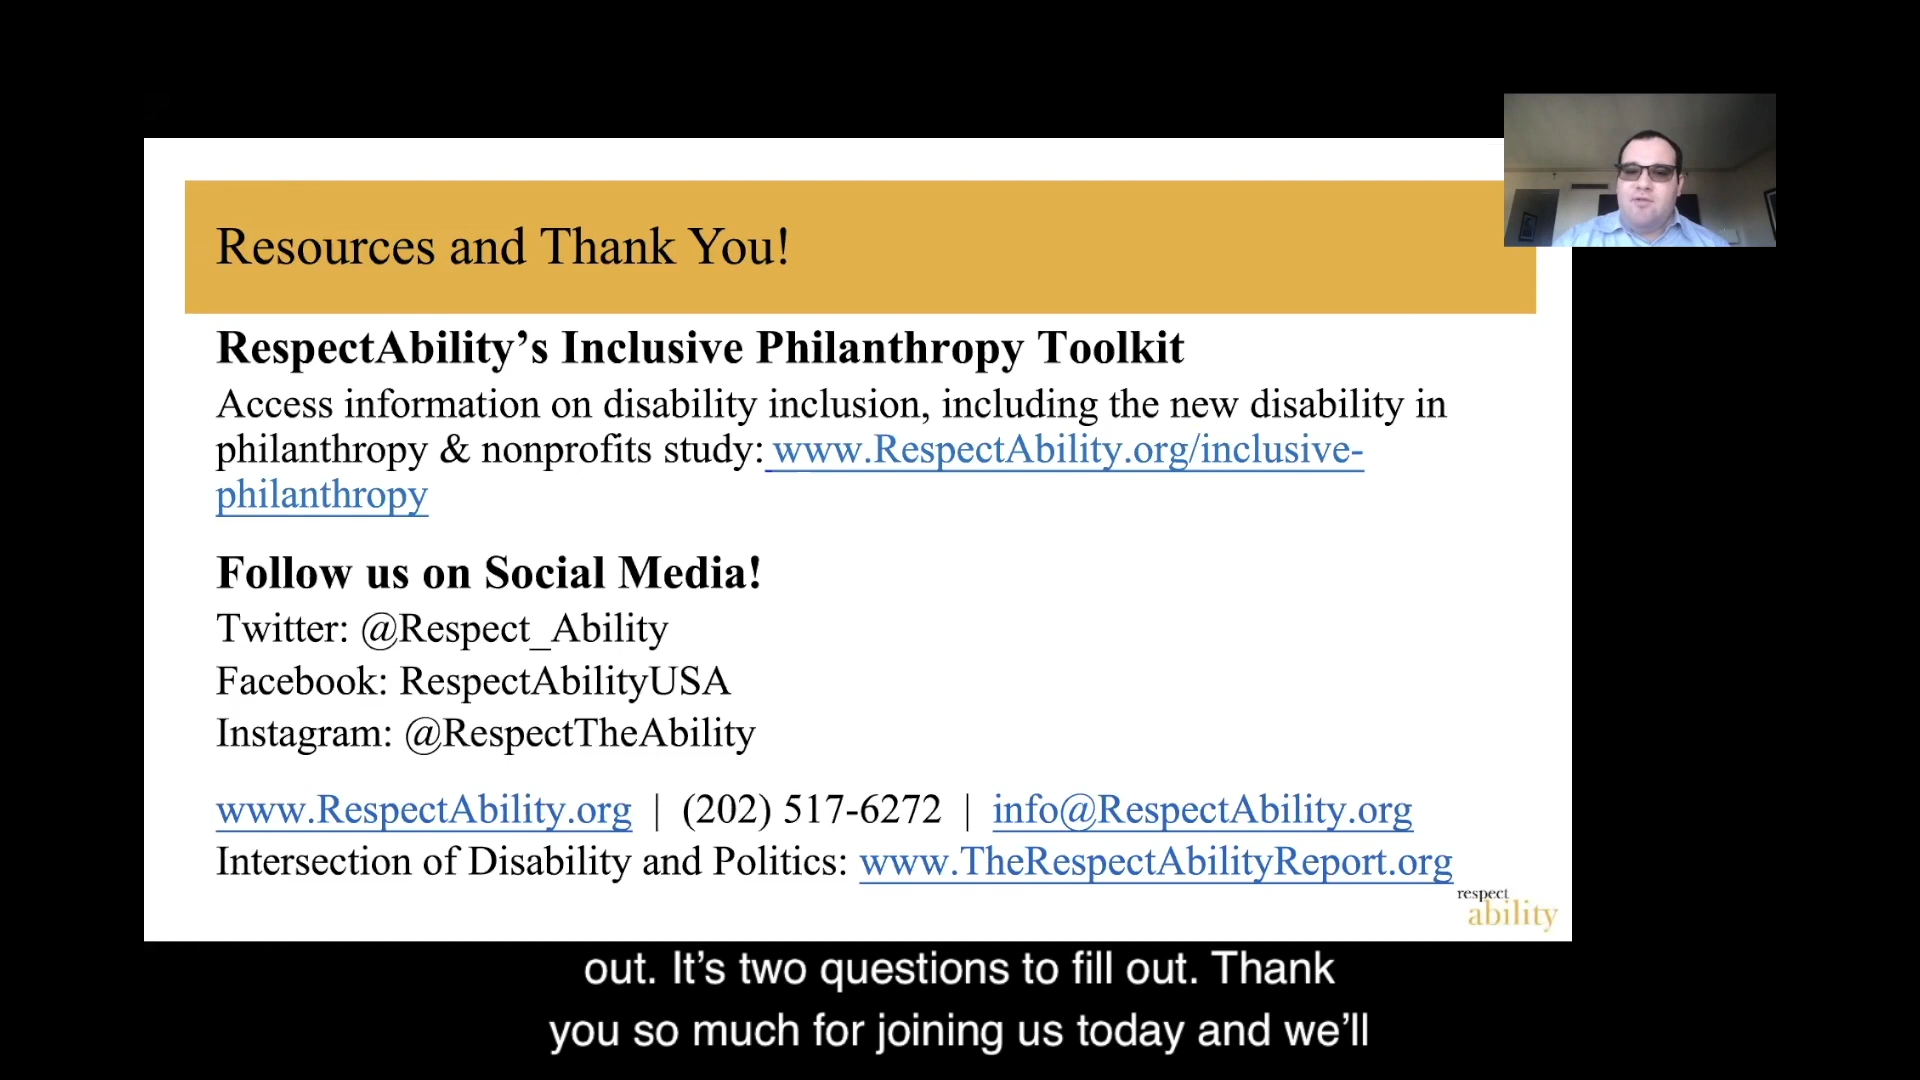 Resources and Thank You!
RespectAbility’s Inclusive Philanthropy Toolkit
Access information on disability inclusion, including the new disability in
philanthropy & nonprofits study: www.RespectAbility.org/inclusive-
philanthropy
Follow us on Social Media!
Twitter: @Respect_Ability
Facebook: RespectAbilityUSA
Instagram: @RespectTheAbility
www.RespectAbility.org | (202) 517-6272 | info@RespectAbility.org
Intersection of Disability and Politics: www.TheRespectAbilityReport.org
respect
ability
out. It’s two questions to fill out. Thank
you so much for joining us today and we’ll